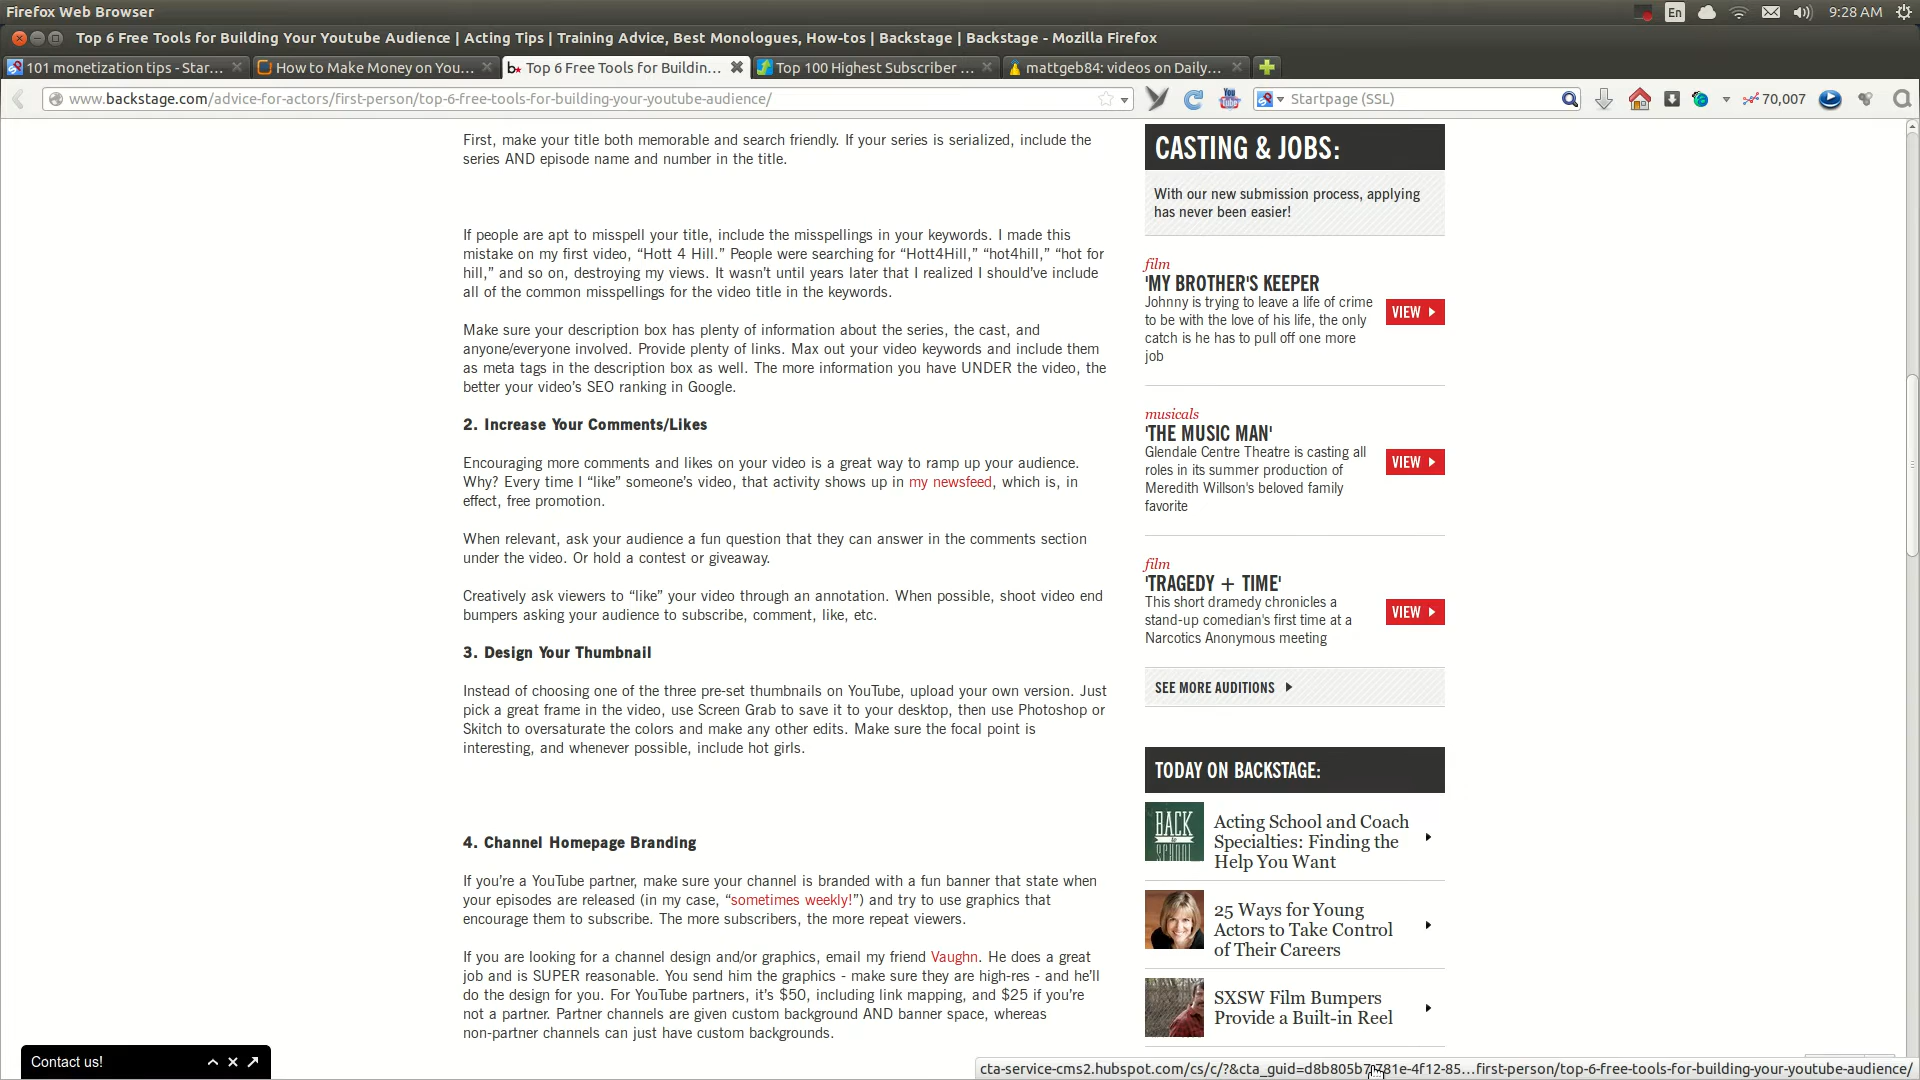 Firefox Web Browser
En
9:28 AM
Top 6 Free Tools for Building Your Youtube Audience | Acting Tips | Training Advice, Best Monologues, How-tos | Backstage | Backstage - Mozilla Firefox
101 monetization tips - Star...
How to Make Money on You...
b
Top 6 Free Tools for Buildin...
Top 100 Highest Subscriber ...
mattgeb84: videos on Daily...
www.backstage.com/advice-for-actors/first-person/top-6-free-tools-for-building-your-youtube-audience/
You
Tube
Startpage (SSL)
70,007
First, make your title both memorable and search friendly. If your series is serialized, include the
series AND episode name and number in the title.
If people are apt to misspell your title, include the misspellings in your keywords. I made this
mistake on my first video, “Hott 4 Hill.” People were searching for “Hott4Hill,” “hot4hill,” “hot for
hill,” and so on, destroying my views. It wasn’t until years later that I realized I should’ve include
all of the common misspellings for the video title in the keywords.
Make sure your description box has plenty of information about the series, the cast, and
anyone/everyone involved. Provide plenty of links. Max out your video keywords and include them
as meta tags in the description box as well. The more information you have UNDER the video, the
better your video’s SEO ranking in Google.
2. Increase Your Comments/Likes
Encouraging more comments and likes on your video is a great way to ramp up your audience.
Why? Every time I “like” someone’s video, that activity shows up in my newsfeed, which is, in
effect, free promotion.
When relevant, ask your audience a fun question that they can answer in the comments section
under the video. Or hold a contest or giveaway.
Creatively ask viewers to “like” your video through an annotation. When possible, shoot video end
bumpers asking your audience to subscribe, comment, like, etc.
3. Design Your Thumbnail
Instead of choosing one of the three pre-set thumbnails on YouTube, upload your own version. Just
pick a great frame in the video, use Screen Grab to save it to your desktop, then use Photoshop or
Skitch to oversaturate the colors and make any other edits. Make sure the focal point is
interesting, and whenever possible, include hot girls.
4. Channel Homepage Branding
If you’re a YouTube partner, make sure your channel is branded with a fun banner that state when
your episodes are released (in my case, “sometimes weekly!”) and try to use graphics that
encourage them to subscribe. The more subscribers, the more repeat viewers.
If you are looking for a channel design and/or graphics, email my friend Vaughn. He does a great
job and is SUPER reasonable. You send him the graphics - make sure they are high-res - and he’ll
do the design for you. For YouTube partners, it’s $50, including link mapping, and $25 if you’re
not a partner. Partner channels are given custom background AND banner space, whereas
non-partner channels can just have custom backgrounds.
CASTING & JOBS:
With our new submission process, applying
has never been easier!
film
'MY BROTHER'S KEEPER
Johnny is trying to leave a life of crime
to be with the love of his life, the only
catch is he has to pull off one more
job
VIEW
musicals
'THE MUSIC MAN'
Glendale Centre Theatre is casting all
roles in its summer production of
Meredith Willson's beloved family
favorite
VIEW
film
'TRAGEDY + TIME'
This short dramedy chronicles a
stand-up comedian's first time at a
Narcotics Anonymous meeting
VIEW
SEE MORE AUDITIONS
TODAY ON BACKSTAGE:
BACK
SCHOOL
Acting School and Coach
Specialties: Finding the
Help You Want
25 Ways for Young
Actors to Take Control
of Their Careers
SXSW Film Bumpers
Provide a Built-in Reel
Contact us!
cta-service-cms2.hubspot.com/cs/c/?&cta_guid=d8b805b7-781e-4f12-85...first-person/top-6-free-tools-for-building-your-youtube-audience/